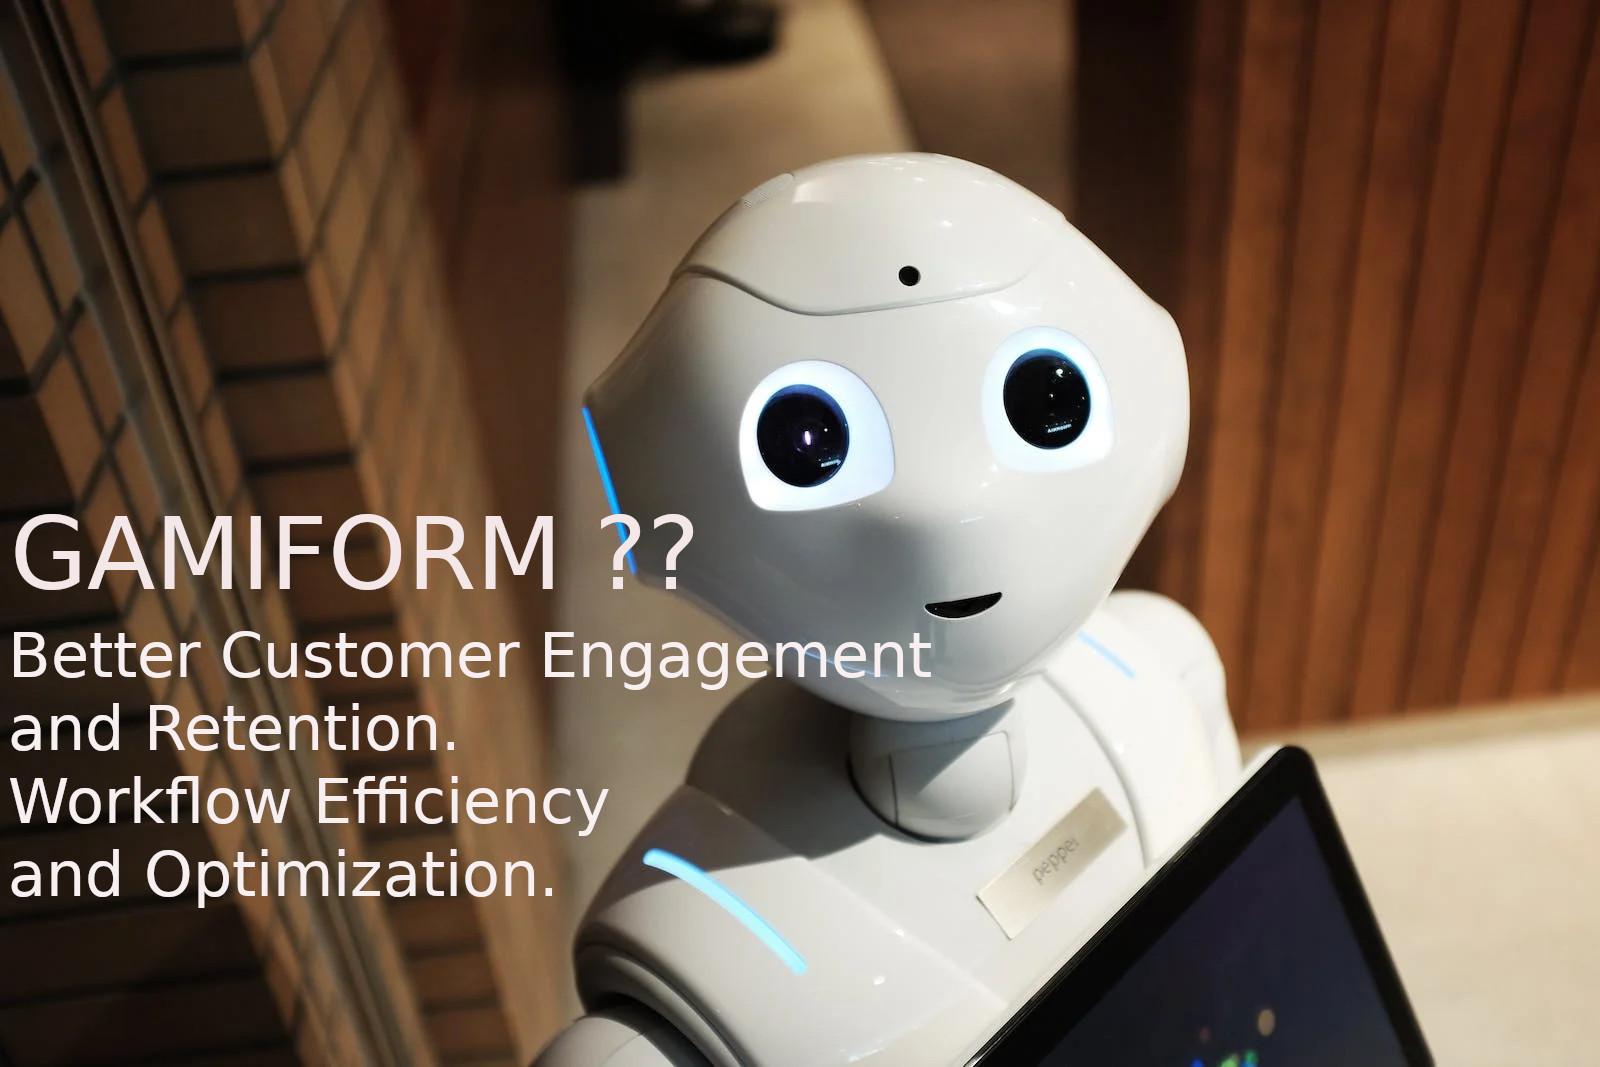 GAMIFORM ??
Better Customer Engagement
and Retention.
Workflow Efficiency
and Optimization.
pepper